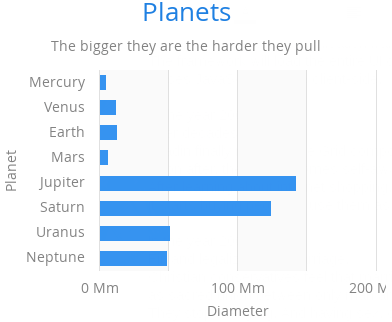 Planets
The bigger they are the harder they pull
Planet
Mercury
Venus
Earth
Mars
Jupiter
Saturn
Uranus
Neptune
0 Mm 100 Mm 200 M
Diameter